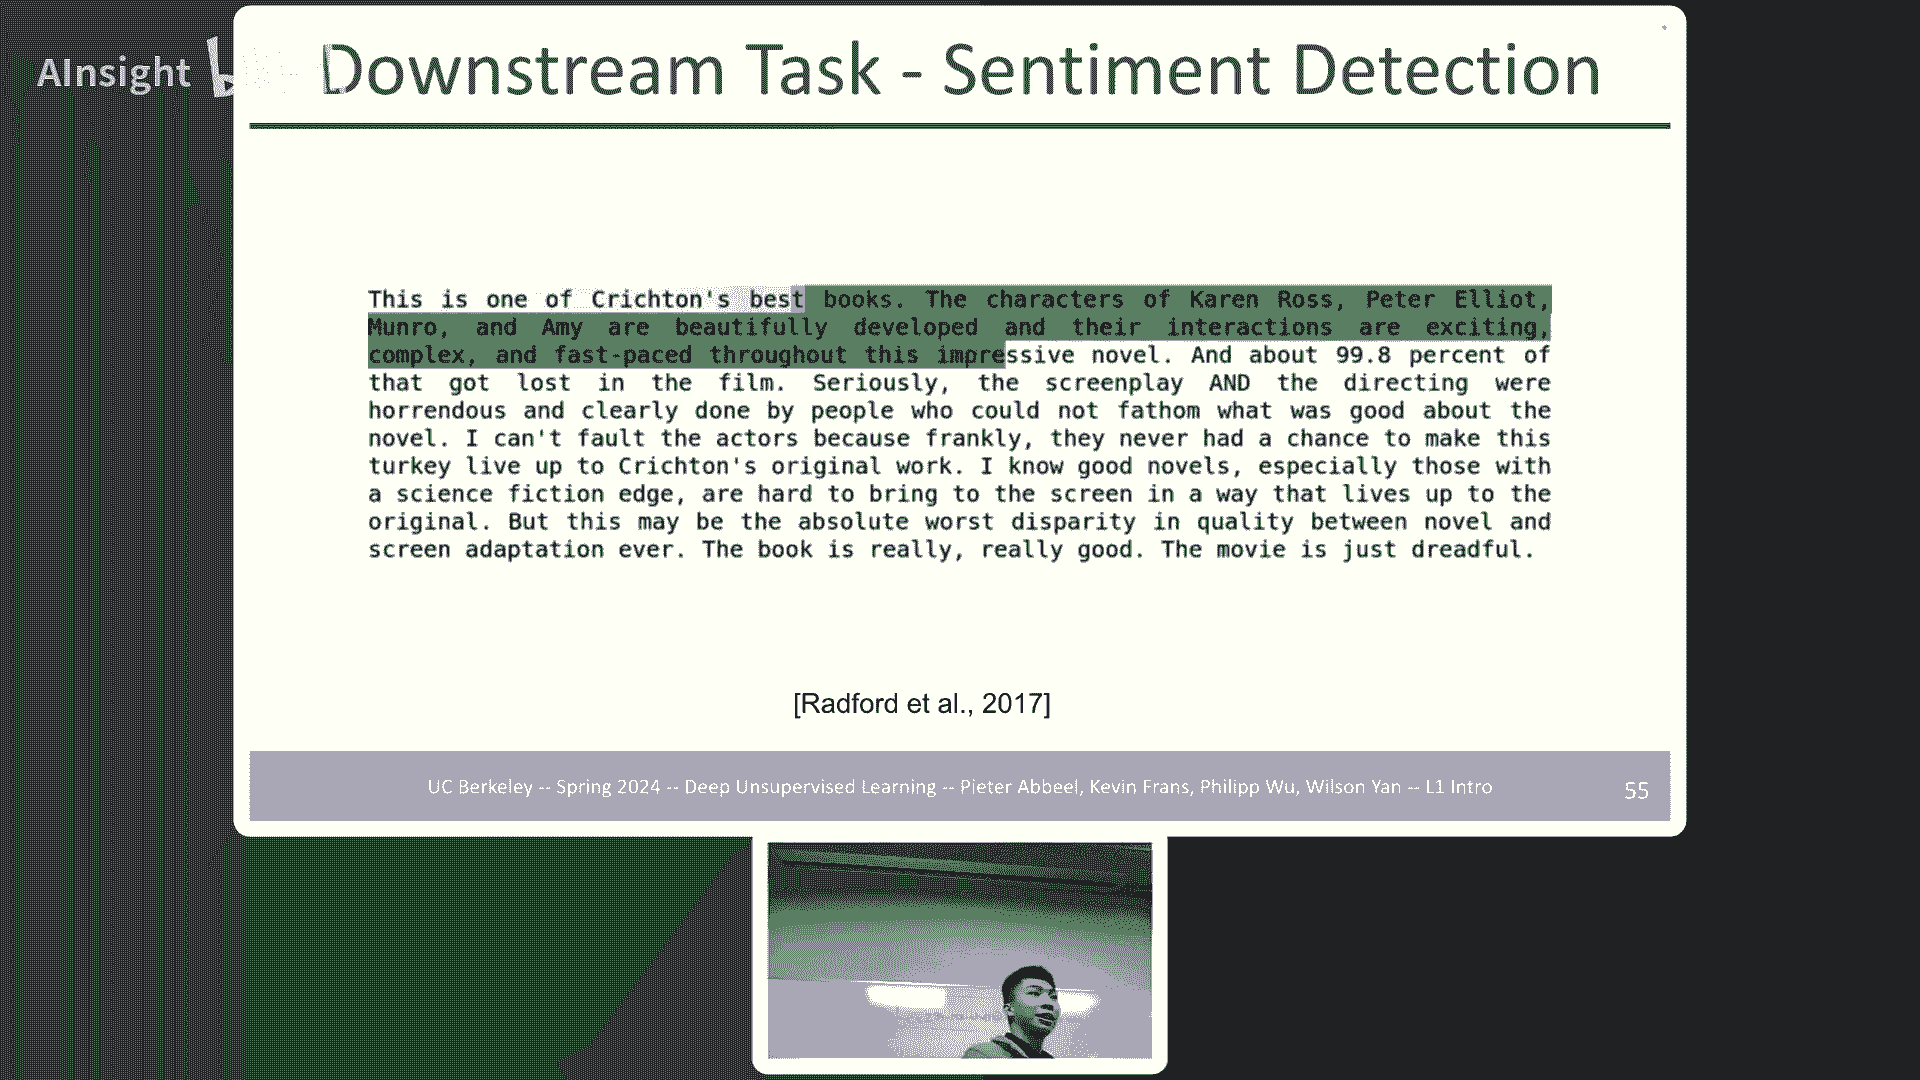 AInsight
Downstream Task - Sentiment Detection
This is one of Crichton's best books. The characters of Karen Ross, Peter Elliot,
Munro, and Amy are beautifully developed and their interactions are exciting,
complex, and fast-paced throughout this impressive novel. And about 99.8 percent of
that got lost in the film. Seriously, the screenplay AND the directing were
horrendous and clearly done by people who could not fathom what was good about the
novel. I can't fault the actors because frankly, they never had a chance to make this
turkey live up to Crichton's original work. I know good novels, especially those with
a science fiction edge, are hard to bring to the screen in a way that lives up to the
original. But this may be the absolute worst disparity in quality between novel and
screen adaptation ever. The book is really, really good. The movie is just dreadful.
[Radford et al., 2017]
UC Berkeley -- Spring 2024 -- Deep Unsupervised Learning -- Pieter Abbeel, Kevin Frans, Philipp Wu, Wilson Yan -- L1 Intro
55